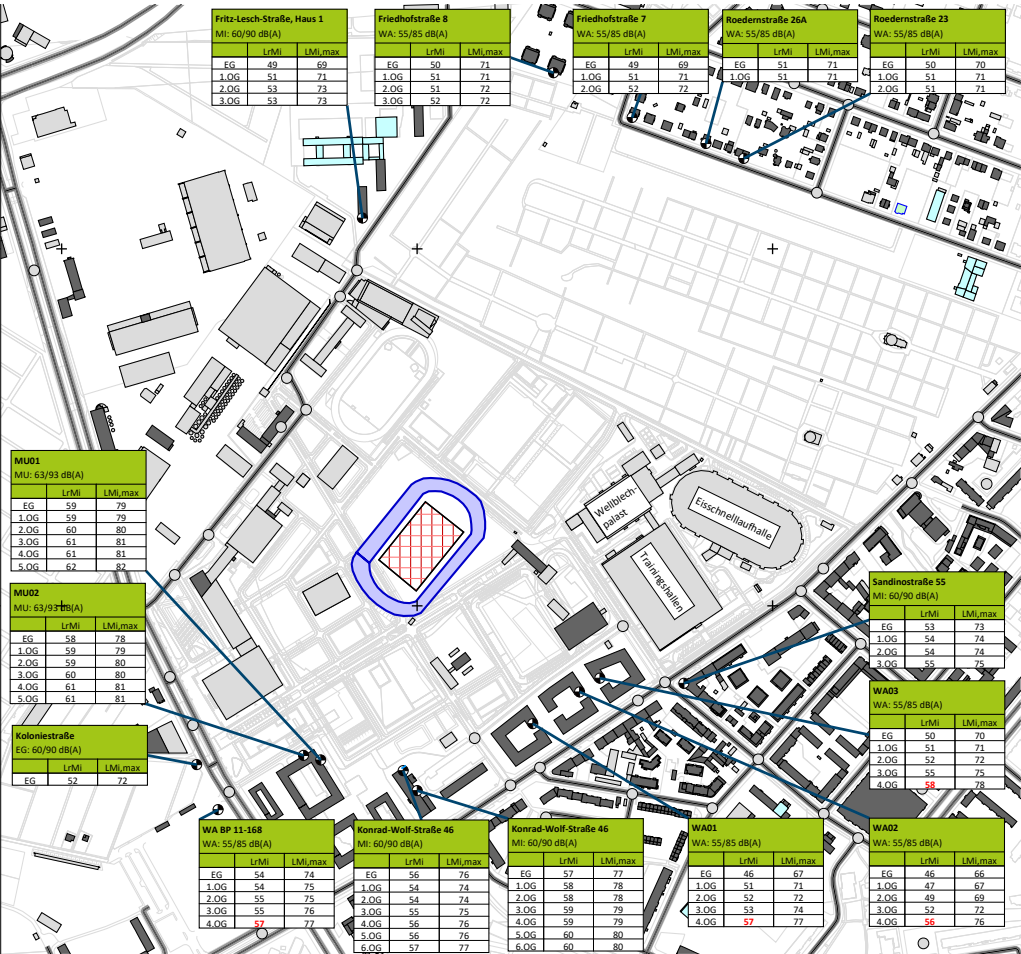 Fritz-Lesch-Straße, Haus 1
MI: 60/90 dB(A)
LrMi LMi,max
EG 49 69
1.OG 51 71
2.OG 53 73
3.OG 53 73
Friedhofstraße 8
WA: 55/85 dB(A)
LrMi LMi,max
EG 50 71
1.OG 51 71
2.OG 51 72
3.OG 52 72
Friedhofstraße 7
WA: 55/85 dB(A)
LrMi LMi,max
EG 49 69
1.OG 51 71
2.OG 52 72
Roedernstraße 26A
WA: 55/85 dB(A)
LrMi LMi,max
EG 51 71
1.OG 51 71
Roedernstraße 23
WA: 55/85 dB(A)
LrMi LMi,max
EG 50 70
1.OG 51 71
2.OG 51 71
MU01
MU: 63/93 dB(A)
LrMi LMi,max
EG 59 79
1.OG 59 79
2.OG 60 80
3.OG 61 81
4.OG 61 81
5.OG 62 82
Wellblech-
palast
Eisschnellaufhalle
Trainingshallen
MU02
MU: 63/93 dB(A)
LrMi LMi,max
EG 58 78
1.OG 59 79
2.OG 59 80
3.OG 60 80
4.OG 61 81
5.OG 61 81
Sandinostraße 55
MI: 60/90 dB(A)
LrMi LMi,max
EG 53 73
1.OG 54 74
2.OG 54 74
3.OG 55 75
WA03
WA: 55/85 dB(A)
LrMi LMi,max
EG 50 70
1.OG 51 71
2.OG 52 72
3.OG 55 75
4.OG 58 78
Koloniestraße
EG: 60/90 dB(A)
LrMi LMi,max
EG 52 72
WA BP 11-168
WA: 55/85 dB(A)
LrMi LMi,max
EG 54 74
1.OG 54 75
2.OG 55 75
3.OG 55 76
4.OG 57 77
Konrad-Wolf-Straße 46
MI: 60/90 dB(A)
LrMi LMi,max
EG 56 76
1.OG 54 74
2.OG 54 74
3.OG 55 75
4.OG 56 76
5.OG 56 76
6.OG 57 77
Konrad-Wolf-Straße 46
MI: 60/90 dB(A)
LrMi LMi,max
EG 57 77
1.OG 58 78
2.OG 58 78
3.OG 59 79
4.OG 59 79
5.OG 60 80
6.OG 60 80
WA01
WA: 55/85 dB(A)
LrMi LMi,max
EG 46 67
1.OG 51 71
2.OG 52 72
3.OG 53 74
4.OG 57 77
WA02
WA: 55/85 dB(A)
LrMi LMi,max
EG 46 66
1.OG 47 67
2.OG 49 69
3.OG 52 72
4.OG 56 76